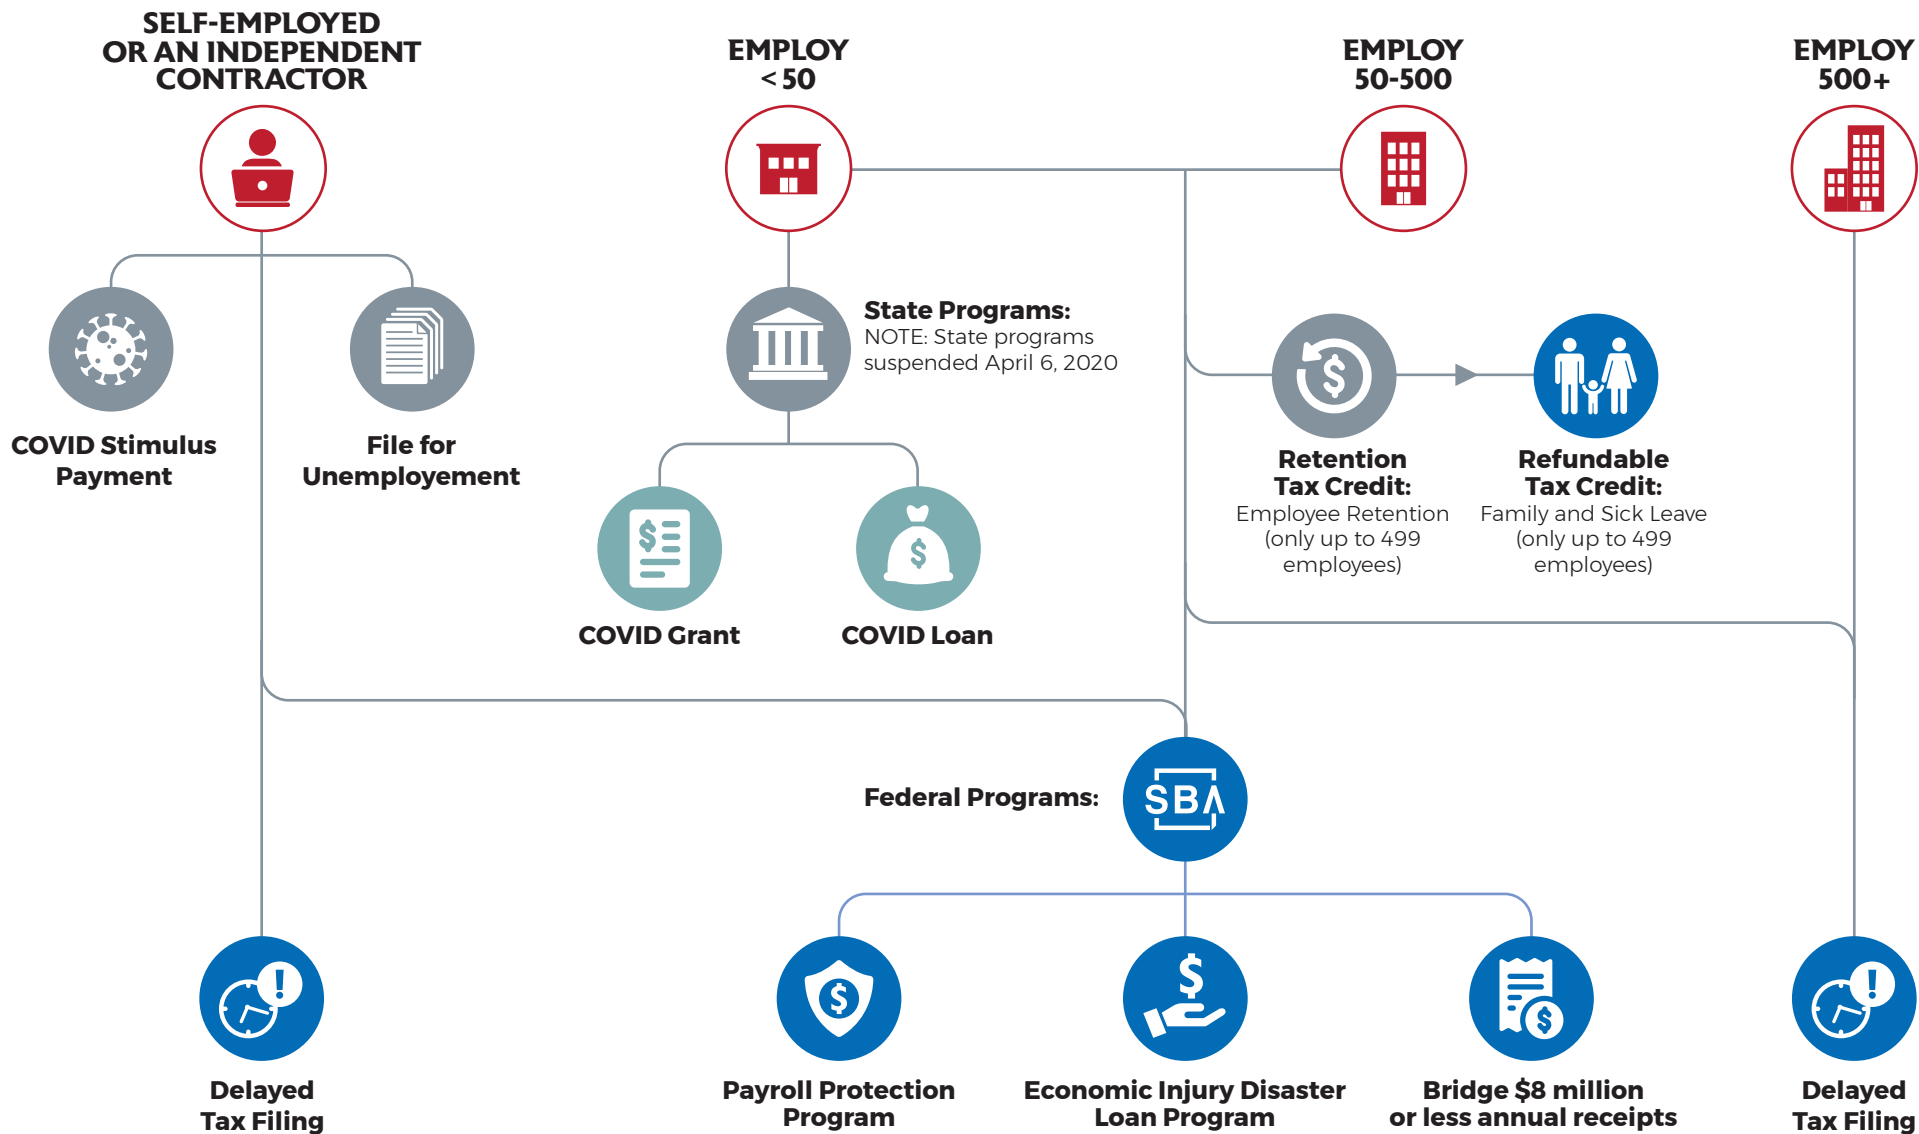 SELF-EMPLOYED
OR AN INDEPENDENT
CONTRACTOR
EMPLOY
<50
EMPLOY
50-500
EMPLOY
500+
State Programs:
NOTE: State programs
suspended April 6, 2020
COVID Stimulus
Payment
File for
Unemployement
Retention
Tax Credit:
Employee Retention
(only up to 499
employees)
Refundable
Tax Credit:
Family and Sick Leave
(only up to 499
employees)
COVID Grant
COVID Loan
Federal Programs:
SBA
Delayed
Tax Filing
Payroll Protection
Program
Economic Injury Disaster
Loan Program
Bridge $8 million
or less annual receipts
Delayed
Tax Filing